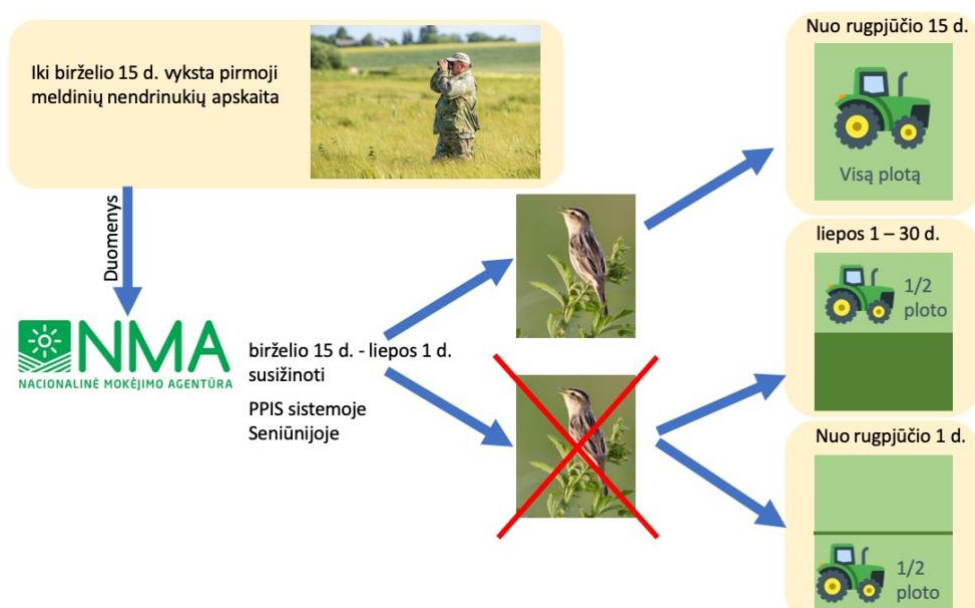 Iki birželio 15 d. vyksta pirmoji
meldinių nendrinukių apskaita
Duomenys
NMA
NACIONALINĖ MOKĖJIMO AGENTŪRA
birželio 15 d. - liepos 1 d.
susižinoti
PPIS sistemoje
Seniūnijoje
Nuo rugpjūčio 15 d.
Visą plotą
liepos 1 – 30 d.
1/2
ploto
Nuo rugpjūčio 1 d.
1/2
ploto